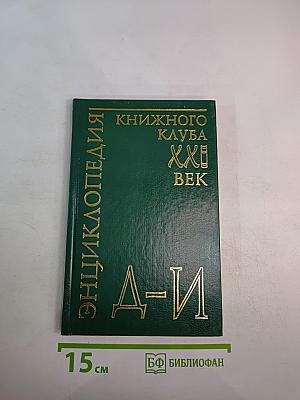 ЭНЦИКЛОПЕДИЯ
КНИЖНОГО
КЛУБА
XXI
ВЕК
Д-И
15 см
БФ БИБЛИОФАН